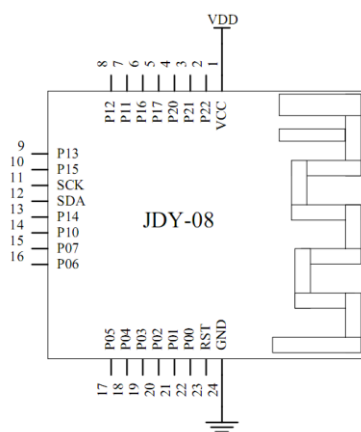 VDD
8 7 6 5 4 3 2 1
P12 P11 P16 P17 P20 P21 P22 VCC
9 P13
10 P15
11 SCK
12 SDA
13 P14
14 P10
15 P07
16 P06
JDY-08
P05 P04 P03 P02 P01 P00 RST GND
17 18 19 20 21 22 23 24